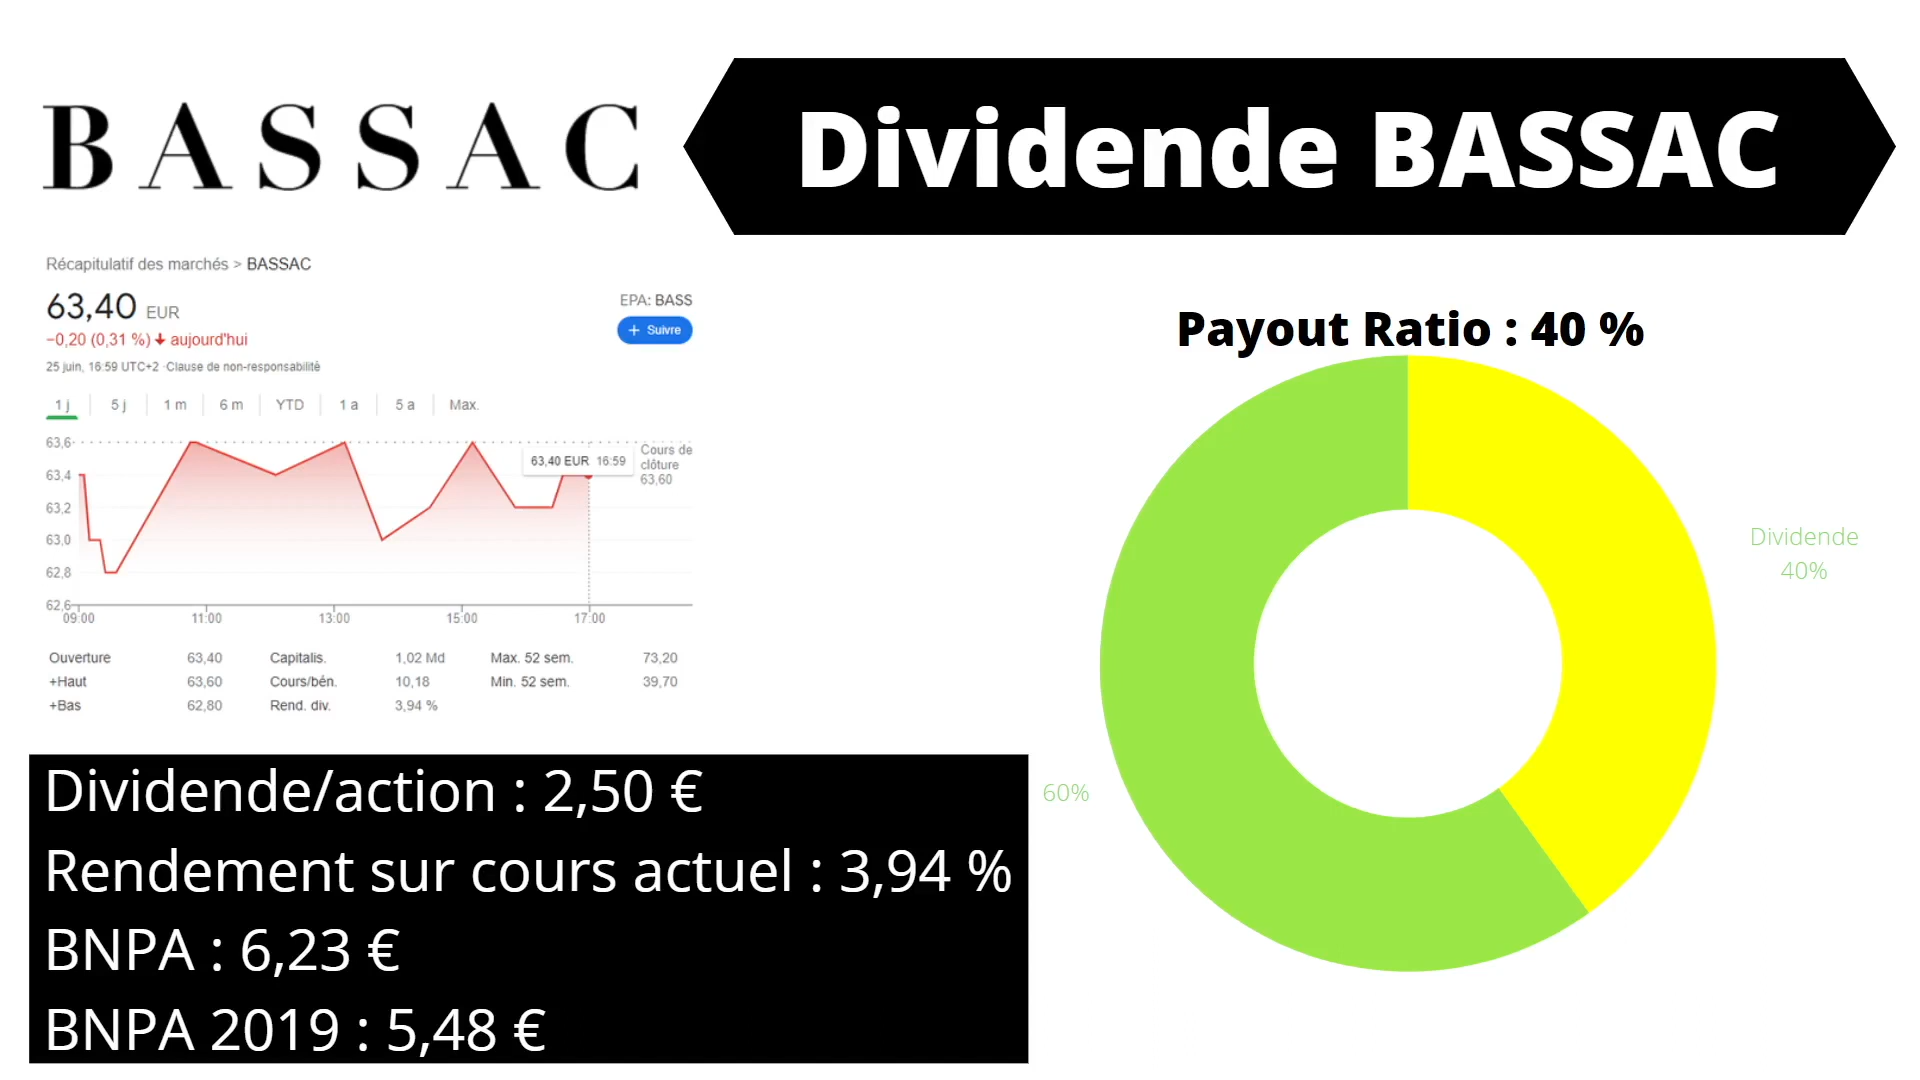 BASSAC
Dividende BASSAC
Récapitulatif des marchés > BASSAC
63,40 EUR
EPA: BASS
−0,20 (0,31 %) ↓ aujourd'hui
+ Suivre
25 juin, 16:59 UTC+2 ·Clause de non-responsabilité
1 j 5 j 1 m 6 m YTD 1 a 5 a Max.
63,6
63,4
63,2
63,0
62,8
62,6
63,40 EUR 16:59
Cours de
clôture
63,60
09:00 11:00 13:00 15:00 17:00
Ouverture 63,40 Capitalis. 1,02 Md Max. 52 sem. 73,20
+Haut 63,60 Cours/bén. 10,18 Min. 52 sem. 39,70
+Bas 62,80 Rend. div. 3,94 %
Dividende/action : 2,50 €
Rendement sur cours actuel : 3,94 %
BNPA : 6,23 €
BNPA 2019 : 5,48 €
Payout Ratio : 40 %
Dividende
40%
60%